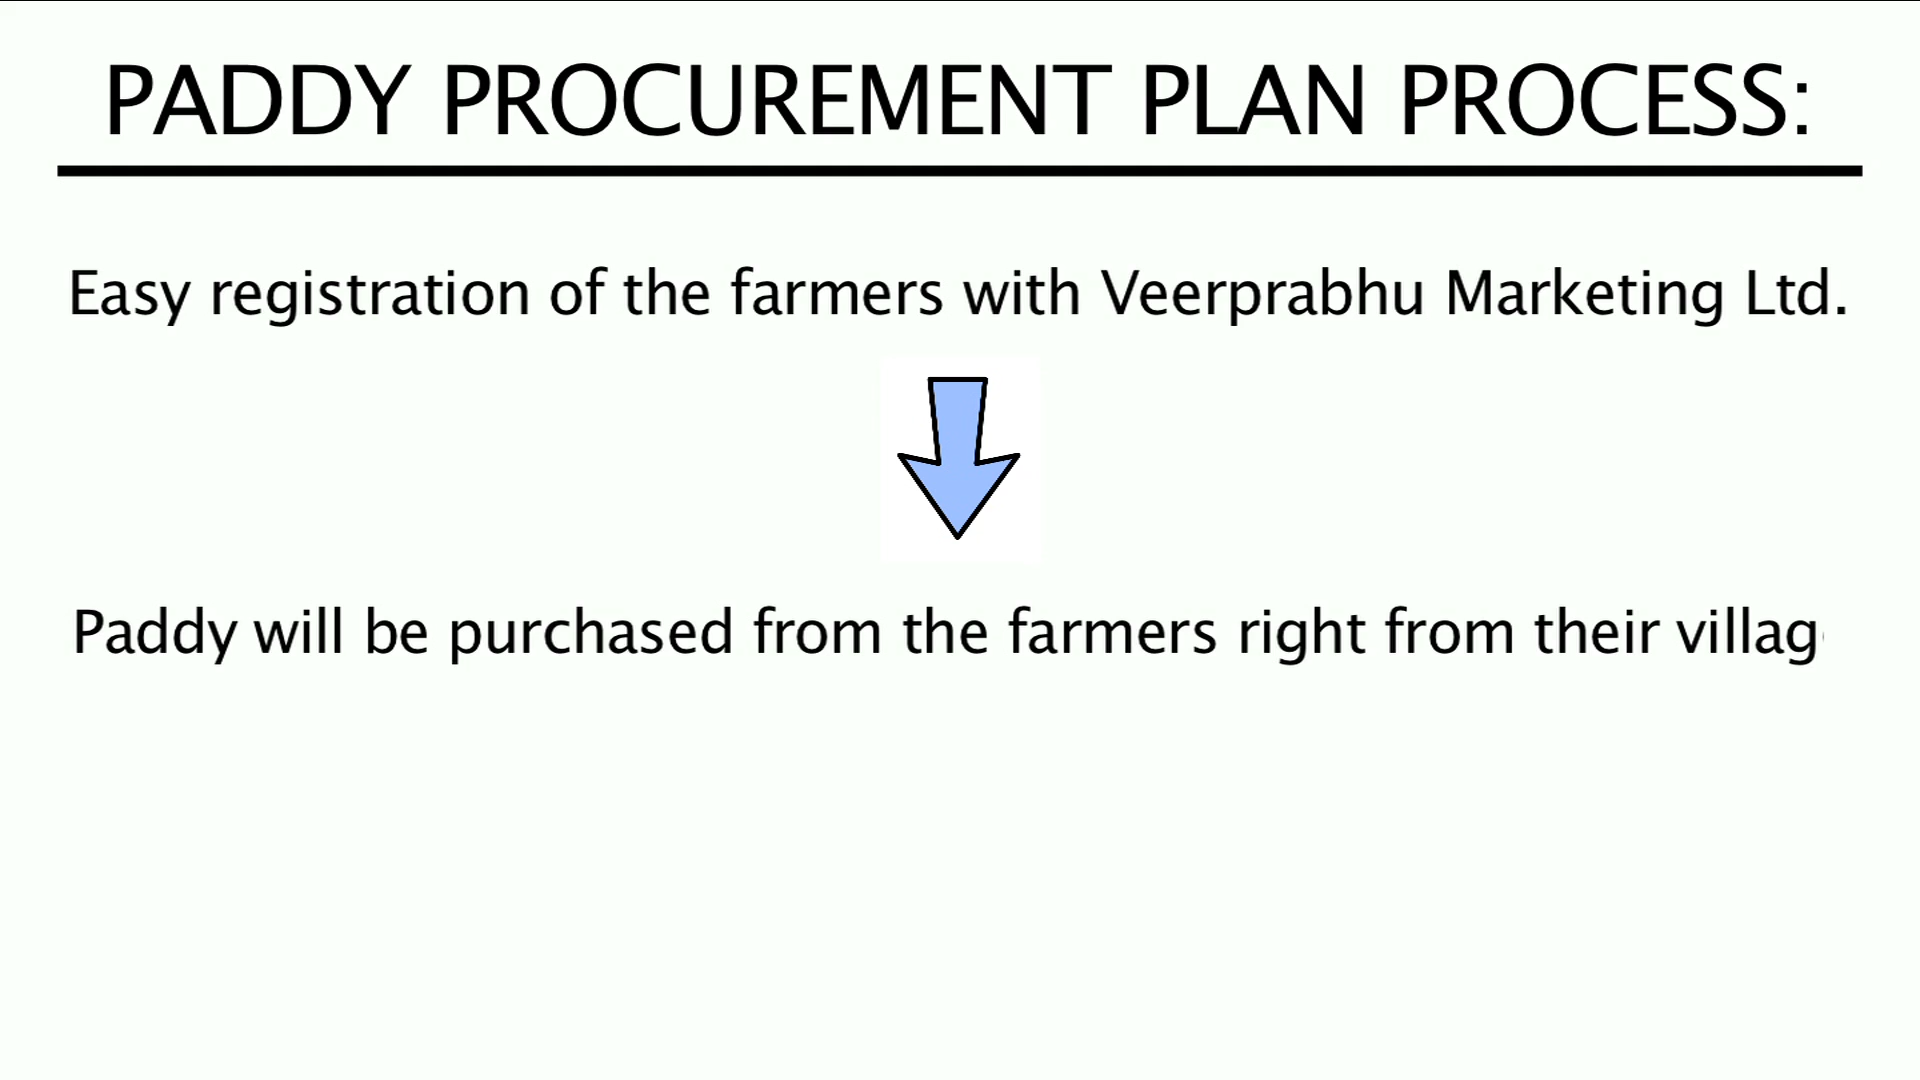 PADDY PROCUREMENT PLAN PROCESS:
Easy registration of the farmers with Veerprabhu Marketing Ltd.
Paddy will be purchased from the farmers right from their villag